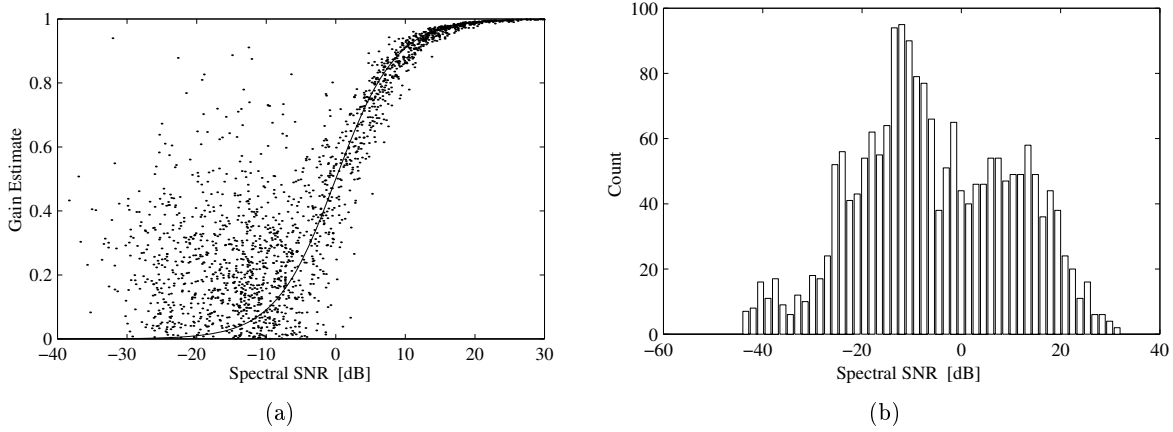 1
0.8
0.6
0.4
0.2
0
Gain Estimate
−40 −30 −20 −10 0 10 20 30
Spectral SNR [dB]
(a)
100
80
60
40
20
0
Count
−60 −40 −20 0 20 40
Spectral SNR [dB]
(b)